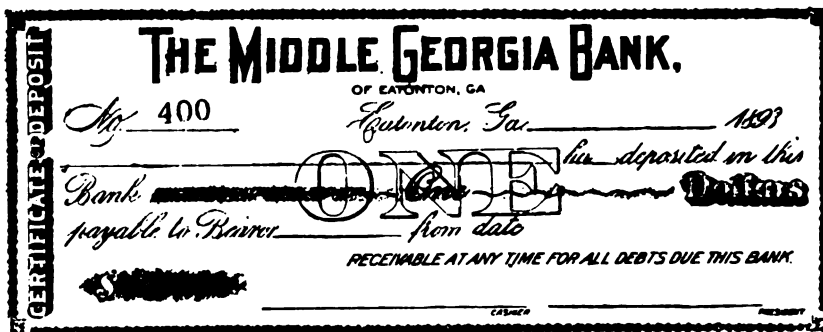 CERTIFICATE OF DEPOSIT
THE MIDDLE GEORGIA BANK,
OF EATONTON, GA
No. 400 Eatonton, Ga. 1893
has deposited in this
Bank One Dollars
ONE
payable to Bearer from date
RECEIVABLE AT ANY TIME FOR ALL DEBTS DUE THIS BANK.
CASHIER PRESIDENT